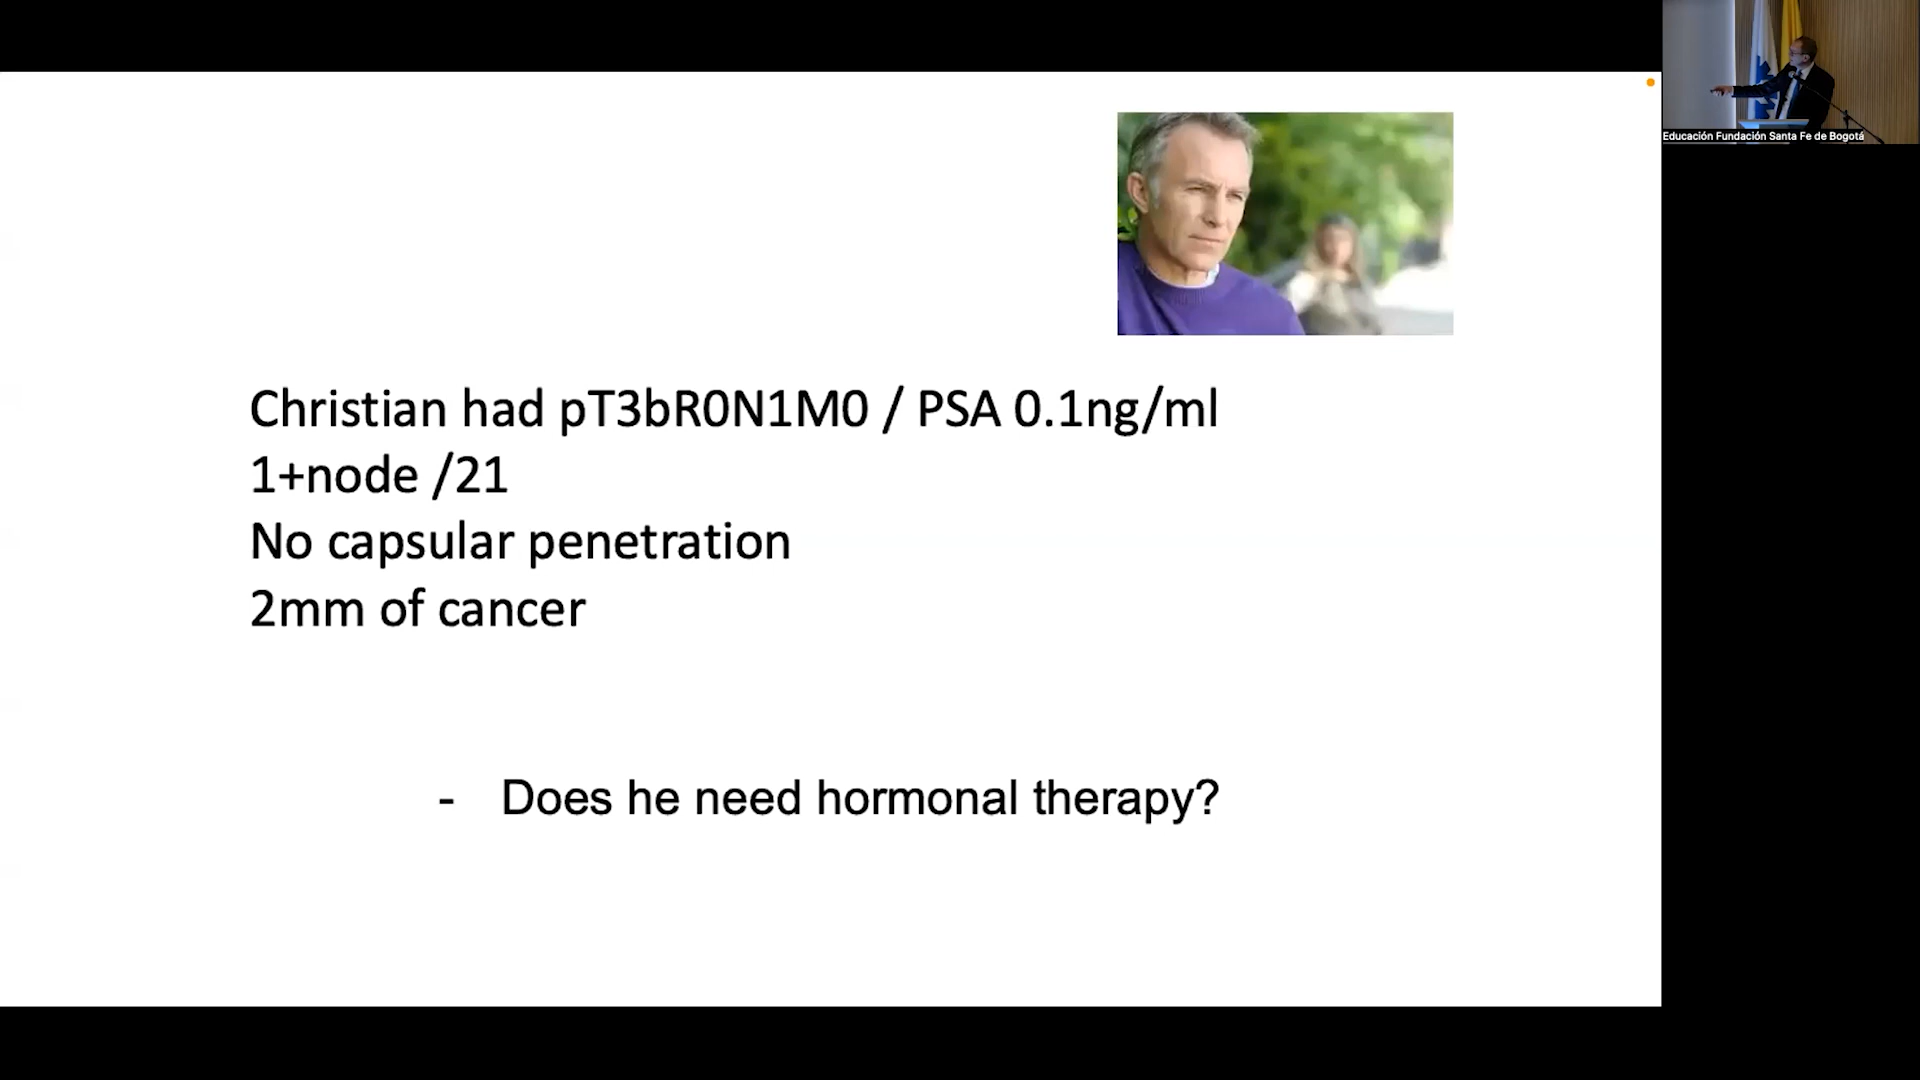 Educación Fundación Santa Fe de Bogotá
Christian had pT3bR0N1M0 / PSA 0.1ng/ml
1+node /21
No capsular penetration
2mm of cancer
- Does he need hormonal therapy?